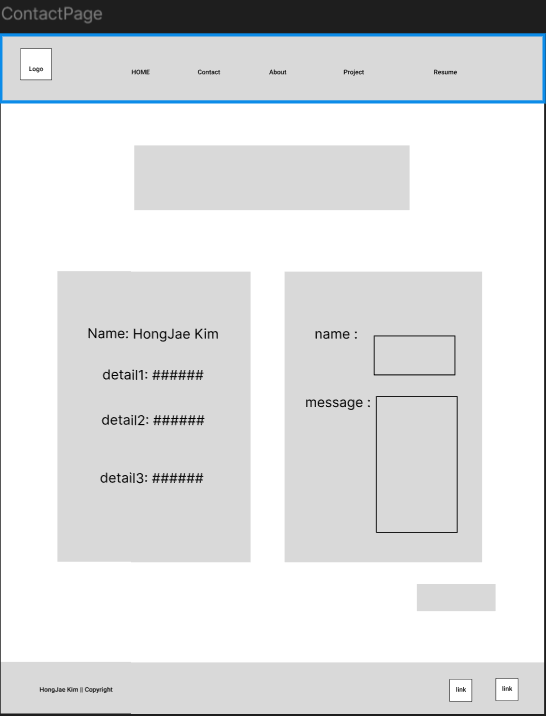 ContactPage
Logo
HOME
Contact
About
Project
Resume
Name: HongJae Kim
detail1: ######
detail2: ######
detail3: ######
name :
message :
HongJae Kim || Copyright
link
link